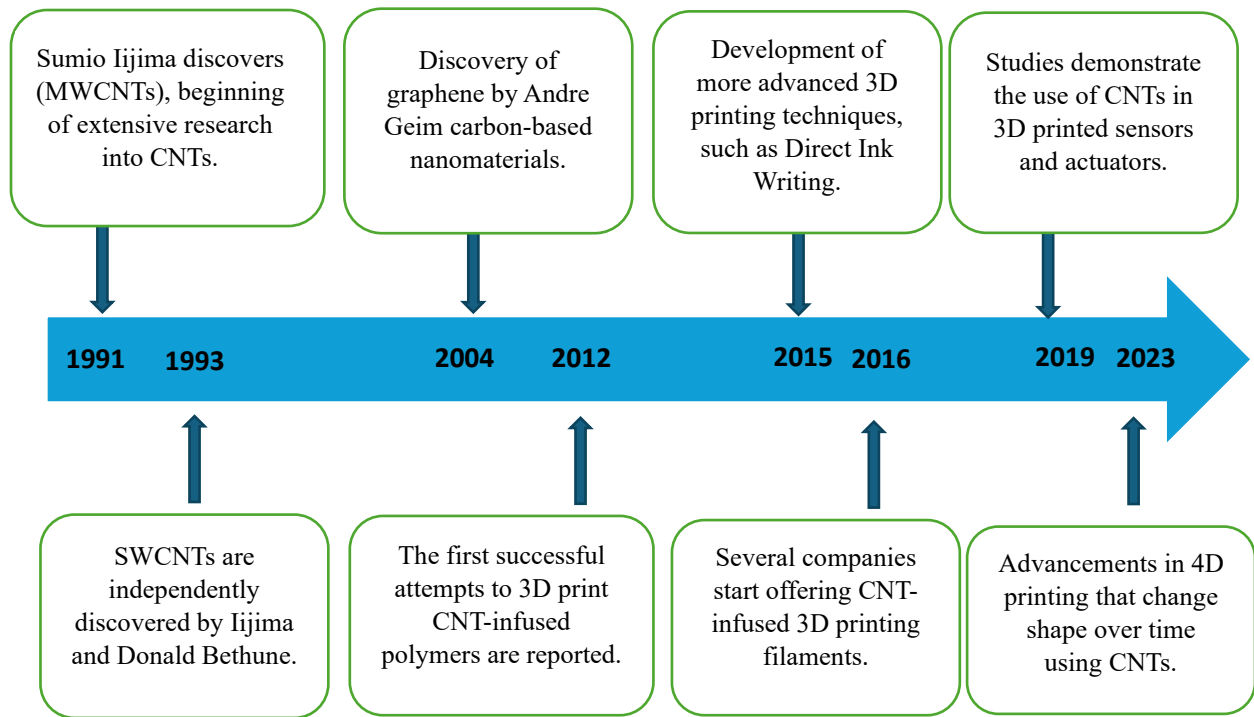 Sumio Iijima discovers
(MWCNTs), beginning
of extensive research
into CNTs.
Discovery of
graphene by Andre
Geim carbon-based
nanomaterials.
Development of
more advanced 3D
printing techniques,
such as Direct Ink
Writing.
Studies demonstrate
the use of CNTs in
3D printed sensors
and actuators.
1991
1993
2004
2012
2015
2016
2019
2023
SWCNTs are
independently
discovered by Iijima
and Donald Bethune.
The first successful
attempts to 3D print
CNT-infused
polymers are reported.
Several companies
start offering CNT-
infused 3D printing
filaments.
Advancements in 4D
printing that change
shape over time
using CNTs.